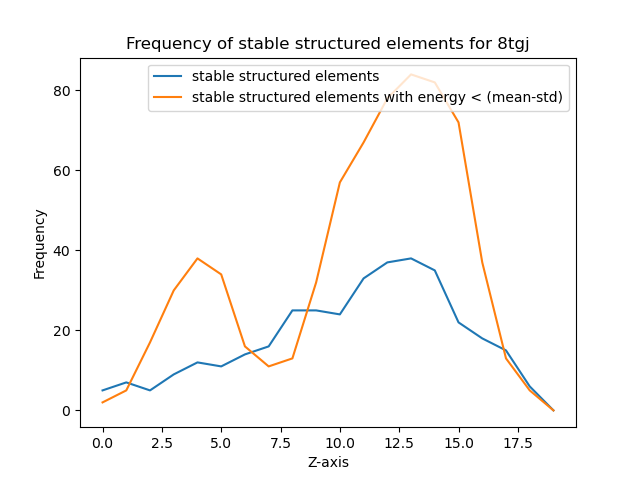 Frequency of stable structured elements for 8tgj
stable structured elements
stable structured elements with energy < (mean-std)
80
60
40
20
0
Frequency
0.0 2.5 5.0 7.5 10.0 12.5 15.0 17.5
Z-axis